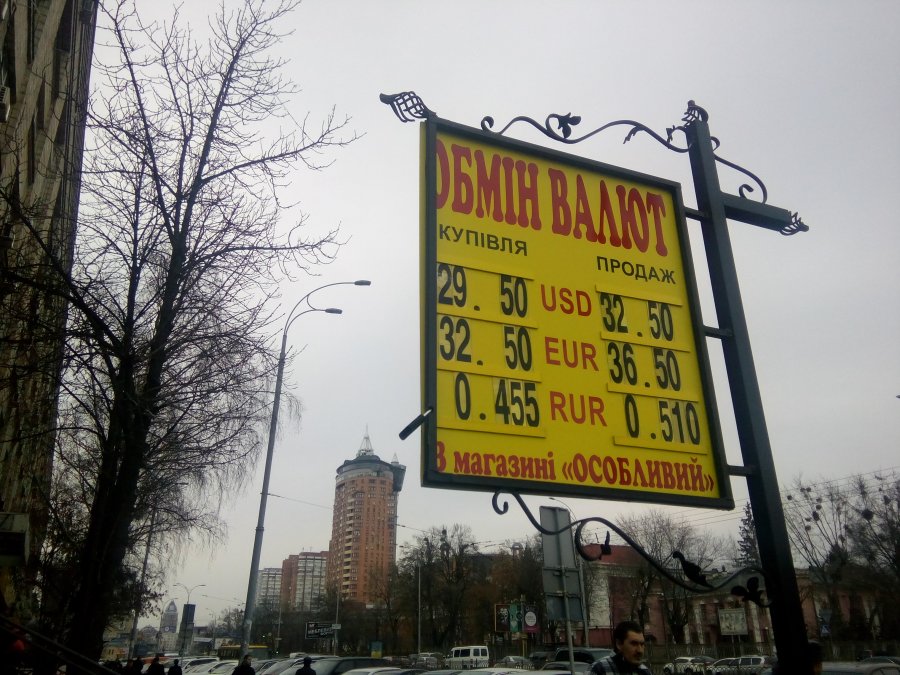 ОБМІН ВАЛЮТ
КУПІВЛЯ ПРОДАЖ
29.50 USD 32.50
32.50 EUR 36.50
0.455 RUR 0.510
В магазині «ОСОБЛИВИЙ»